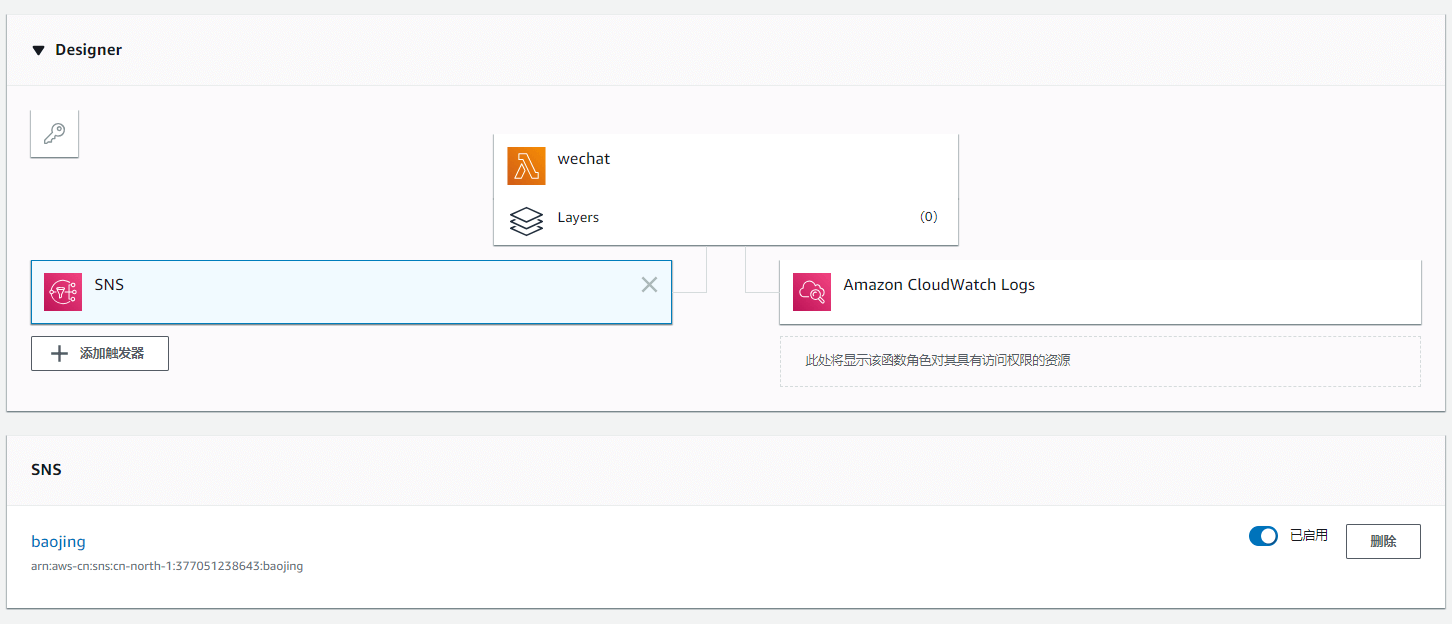 Designer
wechat
Layers
(0)
SNS
Amazon CloudWatch Logs
添加触发器
此处将显示该函数角色对其具有访问权限的资源
SNS
baojing
已启用
删除
arn:aws-cn:sns:cn-north-1:377051238643:baojing